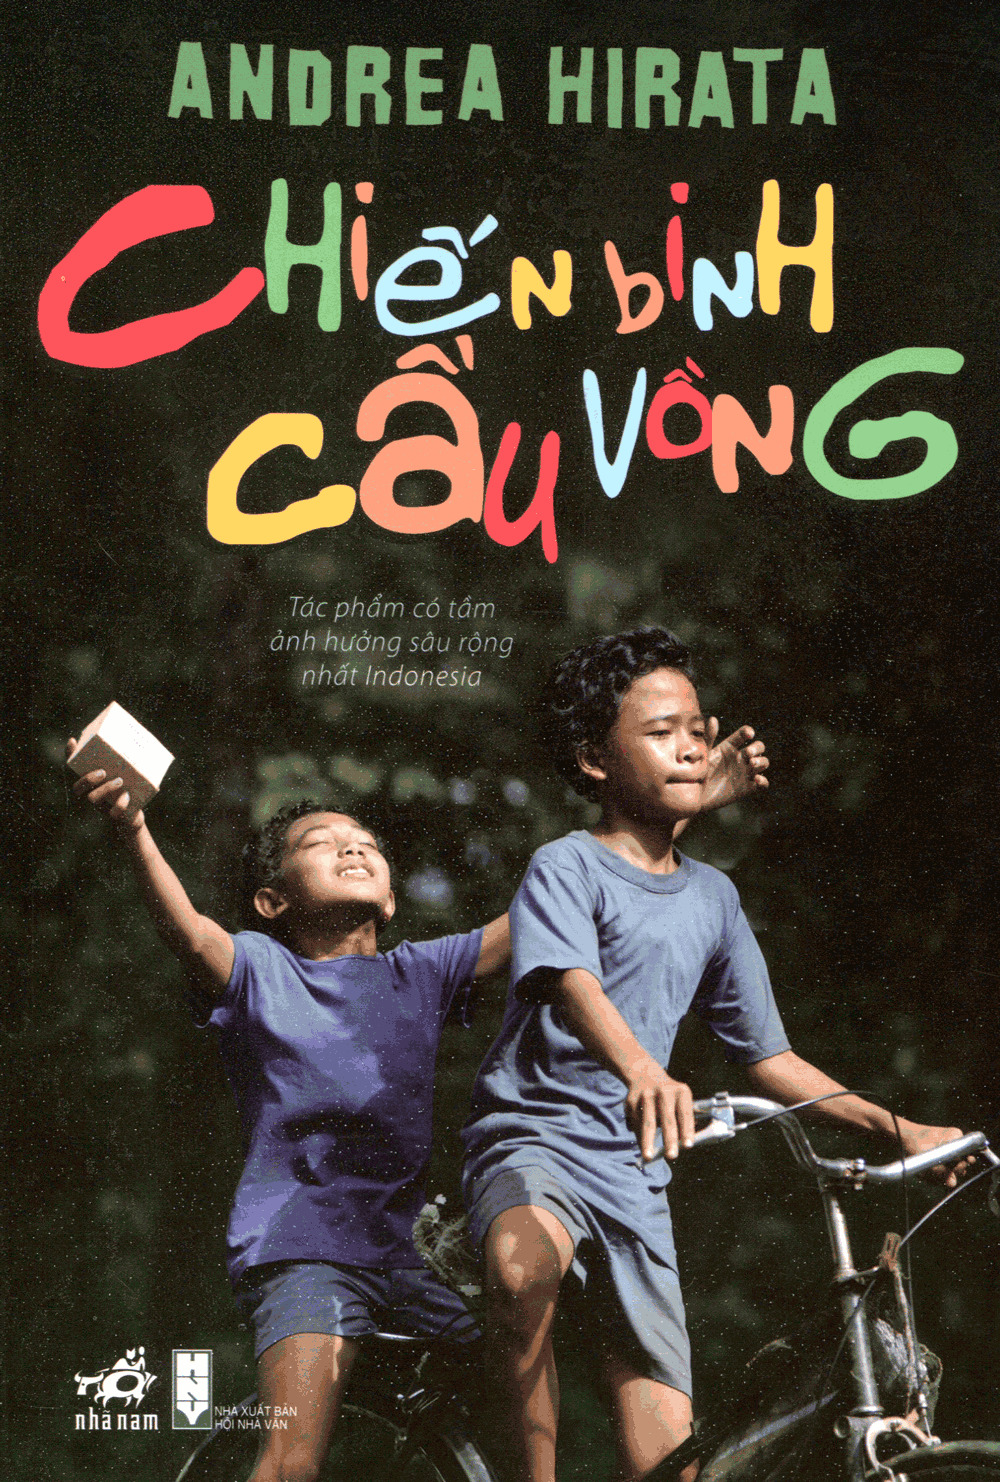 ANDREA HIRATA
CHiẾN biNH
CẦU VỒNG
Tác phẩm có tầm
ảnh hưởng sâu rộng
nhất Indonesia
nhã nam
HNV
NHÀ XUẤT BẢN
HỘI NHÀ VĂN